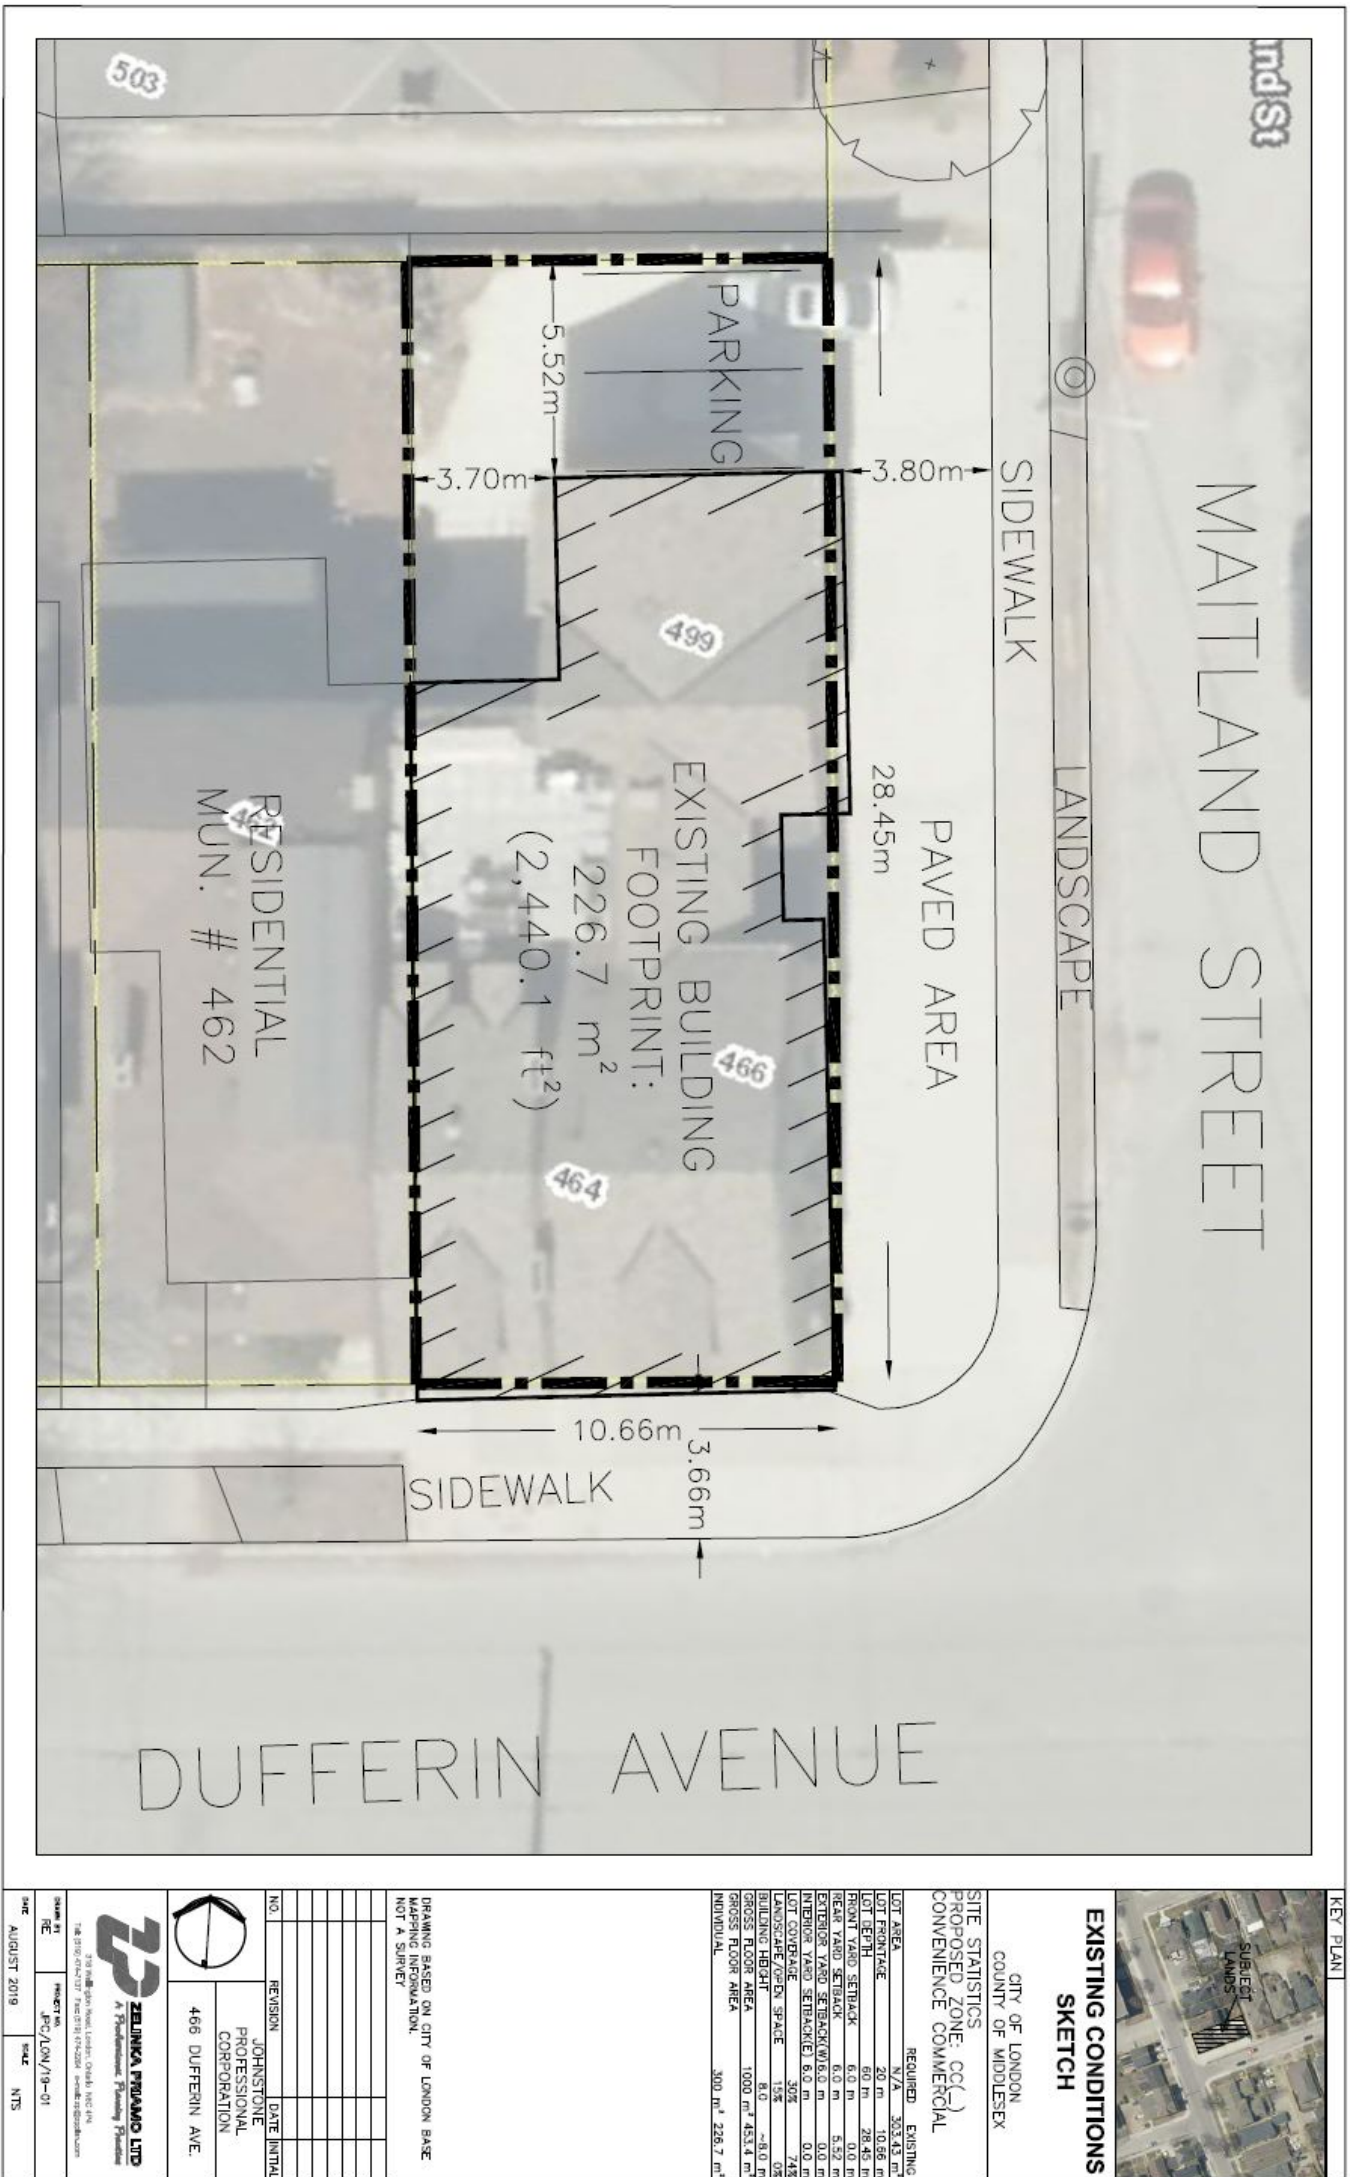 nd St
503
MAITLAND STREET
SIDEWALK
LANDSCAPE
PAVED AREA
28.45m
3.80m
PARKING
5.52m
3.70m
499
EXISTING BUILDING
FOOTPRINT:
226.7 m²
(2,440.1 ft²)
466
464
RESIDENTIAL
MUN. # 462
462
10.66m
3.66m
SIDEWALK
DUFFERIN AVENUE
KEY PLAN
SUBJECT
LANDS
EXISTING CONDITIONS
SKETCH
CITY OF LONDON
COUNTY OF MIDDLESEX
SITE STATISTICS
PROPOSED ZONE: CC(_)
CONVENIENCE COMMERCIAL
REQUIRED EXISTING
LOT AREA N/A 303.43 m²
LOT FRONTAGE 20 m 10.66 m
LOT DEPTH 60 m 28.45 m
FRONT YARD SETBACK 6.0 m 0.0 m
REAR YARD SETBACK 6.0 m 5.52 m
EXTERIOR YARD SETBACK(W) 6.0 m 0.0 m
INTERIOR YARD SETBACK(E) 6.0 m 0.0 m
LOT COVERAGE 30% 74%
LANDSCAPE/OPEN SPACE 15% 0%
BUILDING HEIGHT 8.0 ~8.0 m
GROSS FLOOR AREA 1000 m² 453.4 m²
GROSS FLOOR AREA
INDIVIDUAL 300 m² 226.7 m²
DRAWING BASED ON CITY OF LONDON BASE
MAPPING INFORMATION.
NOT A SURVEY
NO. REVISION DATE INITIAL
JOHNSTONE
PROFESSIONAL
CORPORATION
466 DUFFERIN AVE.
ZELINKA PRIAMO LTD
A Professional Planning Practice
DRAWN BY RE
PROJECT NO. JPC/LON/19-01
DATE AUGUST 2019
SCALE NTS